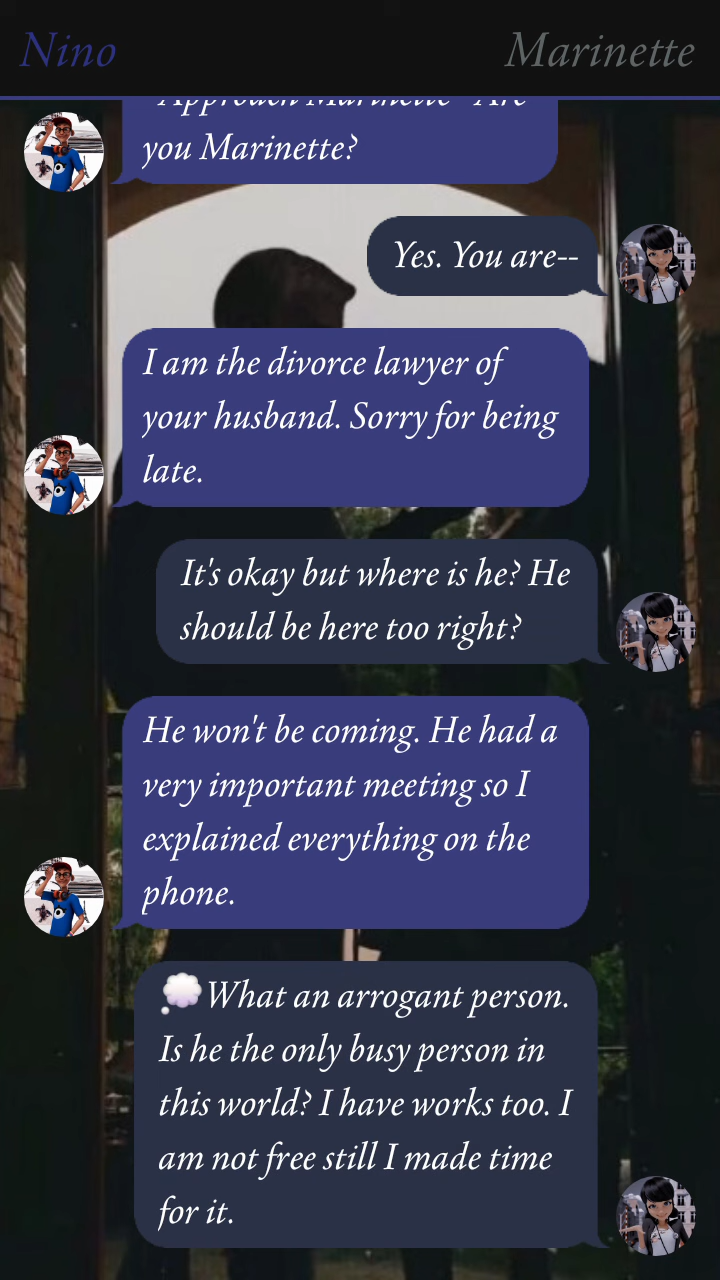 Nino
Marinette
*Approach Marinette* Are
you Marinette?
Yes. You are--
I am the divorce lawyer of
your husband. Sorry for being
late.
It's okay but where is he? He
should be here too right?
He won't be coming. He had a
very important meeting so I
explained everything on the
phone.
💭What an arrogant person.
Is he the only busy person in
this world? I have works too. I
am not free still I made time
for it.